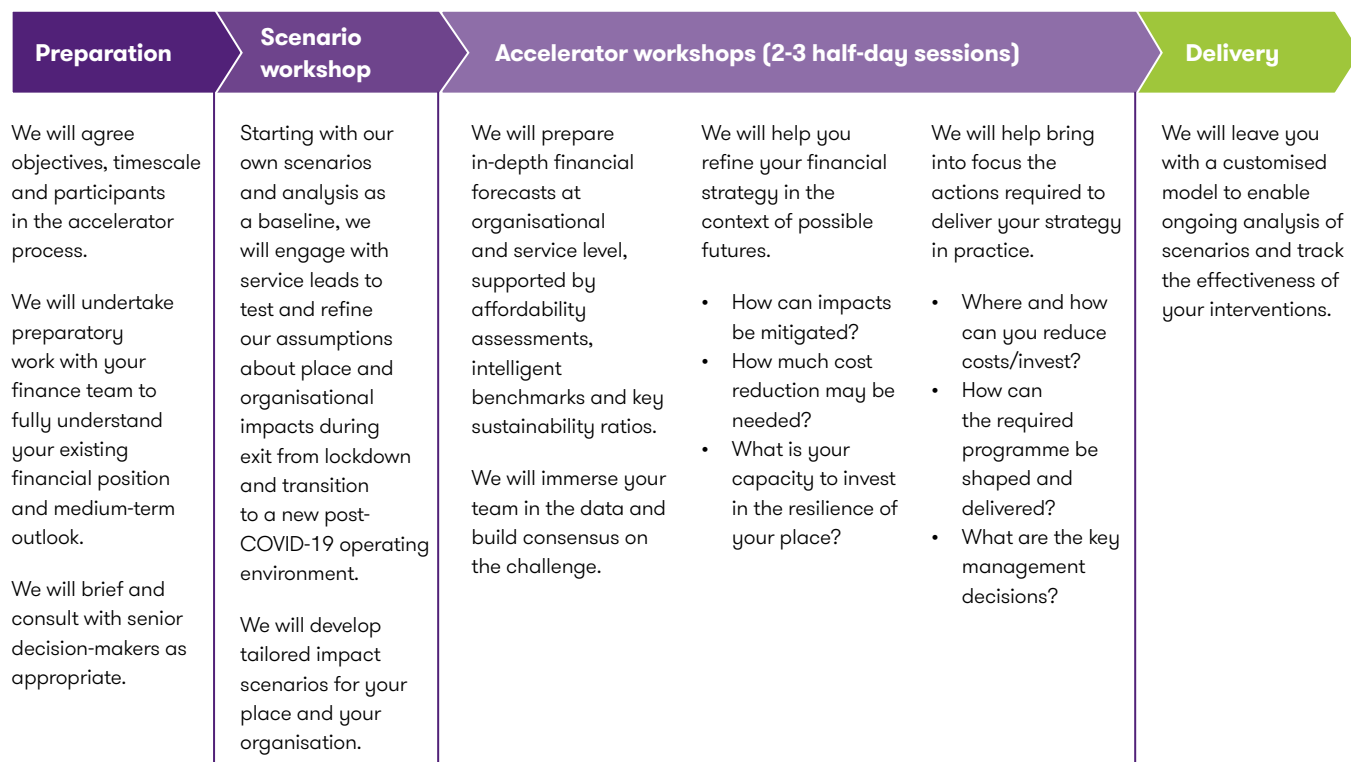 Preparation
Scenario
workshop
Accelerator workshops (2-3 half-day sessions)
Delivery
We will agree
objectives, timescale
and participants
in the accelerator
process.
We will undertake
preparatory
work with your
finance team to
fully understand
your existing
financial position
and medium-term
outlook.
We will brief and
consult with senior
decision-makers as
appropriate.
Starting with our
own scenarios
and analysis as
a baseline, we
will engage with
service leads to
test and refine
our assumptions
about place and
organisational
impacts during
exit from lockdown
and transition
to a new post-
COVID-19 operating
environment.
We will develop
tailored impact
scenarios for your
place and your
organisation.
We will prepare
in-depth financial
forecasts at
organisational
and service level,
supported by
affordability
assessments,
intelligent
benchmarks and key
sustainability ratios.
We will immerse your
team in the data and
build consensus on
the challenge.
We will help you
refine your financial
strategy in the
context of possible
futures.
• How can impacts
be mitigated?
• How much cost
reduction may be
needed?
• What is your
capacity to invest
in the resilience of
your place?
We will help bring
into focus the
actions required to
deliver your strategy
in practice.
• Where and how
can you reduce
costs/invest?
• How can
the required
programme be
shaped and
delivered?
• What are the key
management
decisions?
We will leave you
with a customised
model to enable
ongoing analysis of
scenarios and track
the effectiveness of
your interventions.